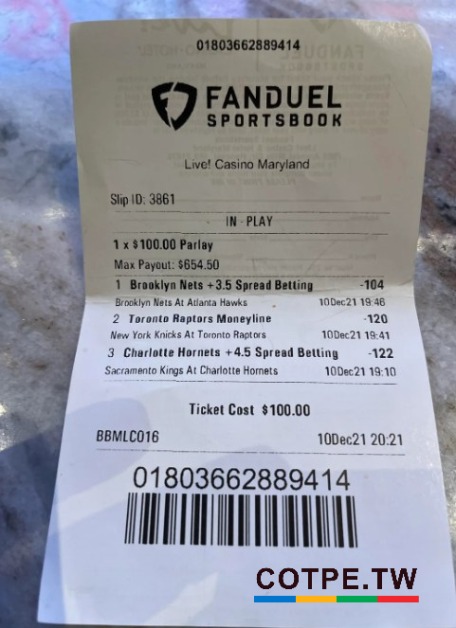 01803662889414
FANDUEL
SPORTSBOOK
Live! Casino Maryland
Slip ID: 3861
IN-PLAY
1 x $100.00 Parlay
Max Payout: $654.50
1 Brooklyn Nets +3.5 Spread Betting -104
Brooklyn Nets At Atlanta Hawks 10Dec21 19:46
2 Toronto Raptors Moneyline -120
New York Knicks At Toronto Raptors 10Dec21 19:41
3 Charlotte Hornets +4.5 Spread Betting -122
Sacramento Kings At Charlotte Hornets 10Dec21 19:10
Ticket Cost $100.00
BBMLC016 10Dec21 20:21
01803662889414
COTPE.TW